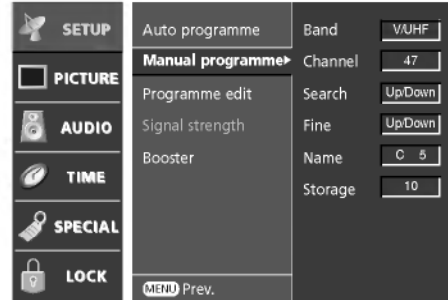 SETUP
PICTURE
AUDIO
TIME
SPECIAL
LOCK
Auto programme
Manual programme
Programme edit
Signal strength
Booster
MENU Prev.
Band V/UHF
Channel 47
Search Up/Down
Fine Up/Down
Name C 5
Storage 10